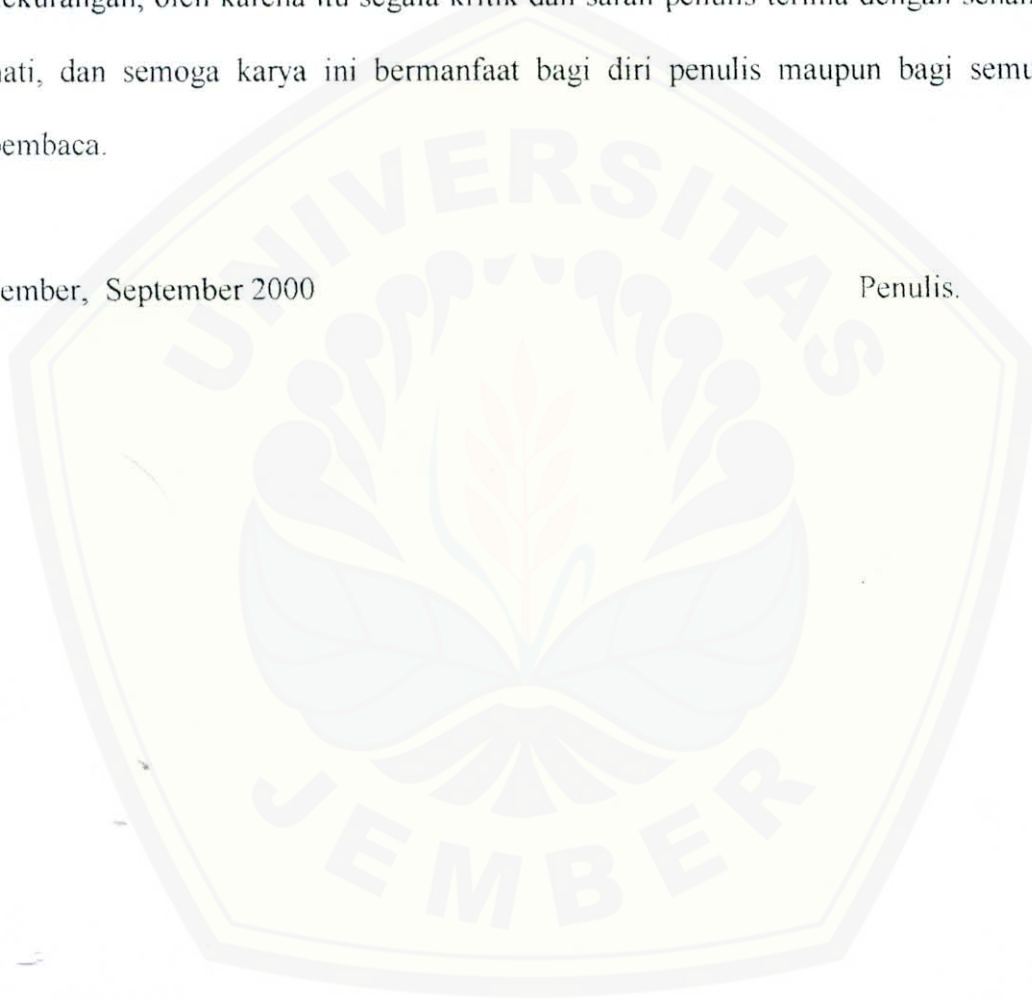 ekurangan, oleh karena itu segala kritik dan saran penulis terima dengan senan
ati, dan semoga karya ini bermanfaat bagi diri penulis maupun bagi semu
embaca.
ember, September 2000 Penulis.
UNIVERSITAS
JEMBER